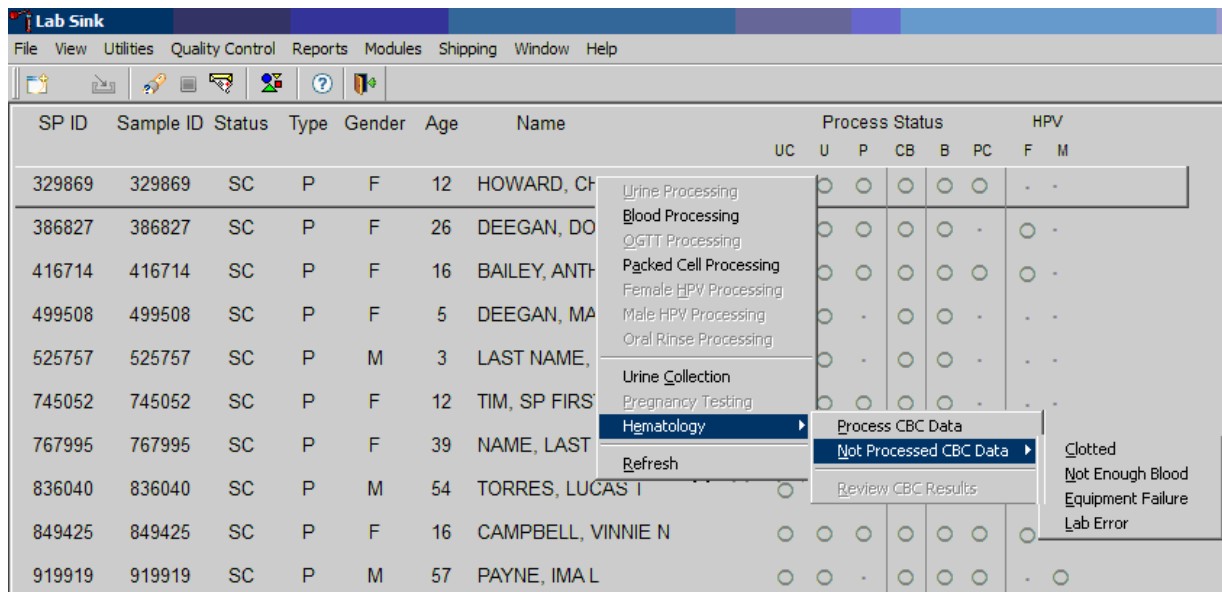 Lab Sink
File View Utilities Quality Control Reports Modules Shipping Window Help
SP ID Sample ID Status Type Gender Age Name Process Status HPV
UC U P CB B PC F M
329869 329869 SC P F 12 HOWARD, CH
386827 386827 SC P F 26 DEEGAN, DO
416714 416714 SC P F 16 BAILEY, ANTH
499508 499508 SC P F 5 DEEGAN, MA
525757 525757 SC P M 3 LAST NAME,
745052 745052 SC P F 12 TIM, SP FIRS
767995 767995 SC P F 39 NAME, LAST
836040 836040 SC P M 54 TORRES, LUCAS T
849425 849425 SC P F 16 CAMPBELL, VINNIE N
919919 919919 SC P M 57 PAYNE, IMA L
Urine Processing
Blood Processing
OGTT Processing
Packed Cell Processing
Female HPV Processing
Male HPV Processing
Oral Rinse Processing
Urine Collection
Pregnancy Testing
Hematology
Refresh
Process CBC Data
Not Processed CBC Data
Review CBC Results
Clotted
Not Enough Blood
Equipment Failure
Lab Error